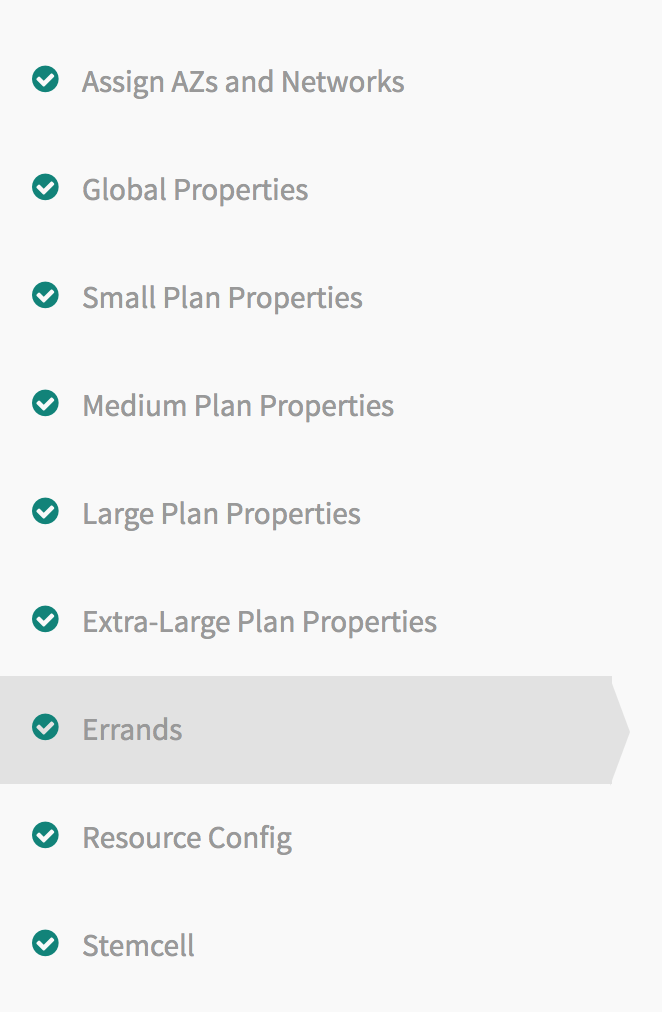 Assign AZs and Networks
Global Properties
Small Plan Properties
Medium Plan Properties
Large Plan Properties
Extra-Large Plan Properties
Errands
Resource Config
Stemcell